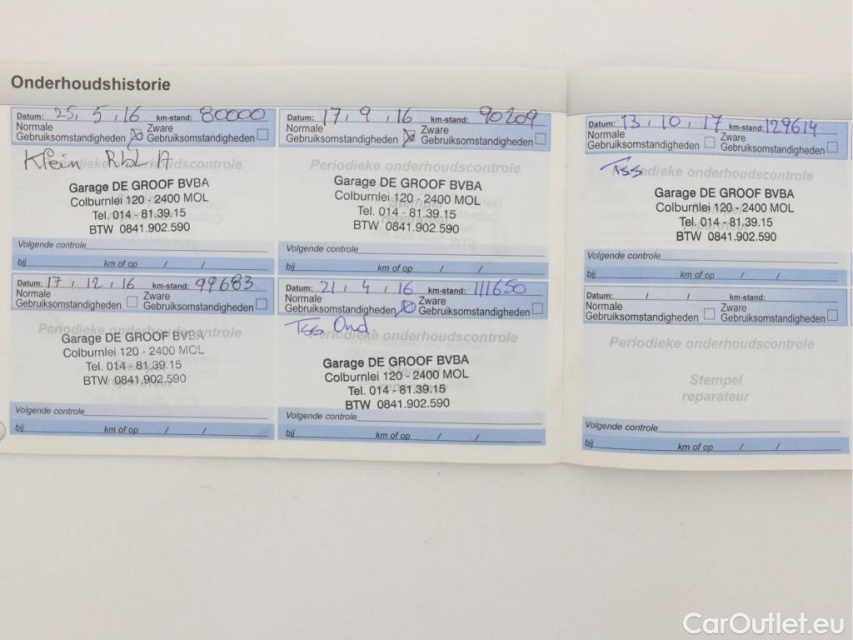 Onderhoudshistorie
Datum: 25, 5, 16 km-stand: 80000
Normale Gebruiksomstandigheden
Zware Gebruiksomstandigheden
Klein
Periodieke onderhoudscontrole
Garage DE GROOF BVBA
Colburnlei 120 - 2400 MOL
Tel. 014 - 81.39.15
BTW 0841.902.590
Volgende controle
bij km of op / /
Datum: 17, 9, 16 km-stand: 90209
Normale Gebruiksomstandigheden
Zware Gebruiksomstandigheden
Periodieke onderhoudscontrole
Garage DE GROOF BVBA
Colburnlei 120 - 2400 MOL
Tel. 014 - 81.39.15
BTW 0841.902.590
Volgende controle
bij km of op / /
Datum: 13, 10, 17 km-stand: 129614
Normale Gebruiksomstandigheden
Zware Gebruiksomstandigheden
Tss
Periodieke onderhoudscontrole
Garage DE GROOF BVBA
Colburnlei 120 - 2400 MOL
Tel. 014 - 81.39.15
BTW 0841.902.590
Volgende controle
bij km of op / /
Datum: 17, 12, 16 km-stand: 99683
Normale Gebruiksomstandigheden
Zware Gebruiksomstandigheden
Periodieke onderhoudscontrole
Garage DE GROOF BVBA
Colburnlei 120 - 2400 MOL
Tel. 014 - 81.39.15
BTW 0841.902.590
Volgende controle
bij km of op / /
Datum: 21, 4, 16 km-stand: 111650
Normale Gebruiksomstandigheden
Zware Gebruiksomstandigheden
Tss Ond
Periodieke onderhoudscontrole
Garage DE GROOF BVBA
Colburnlei 120 - 2400 MOL
Tel. 014 - 81.39.15
BTW 0841.902.590
Volgende controle
bij km of op / /
Datum: / / km-stand:
Normale Gebruiksomstandigheden
Zware Gebruiksomstandigheden
Periodieke onderhoudscontrole
Stempel
reparateur
Volgende controle
bij km of op / /
CarOutlet.eu